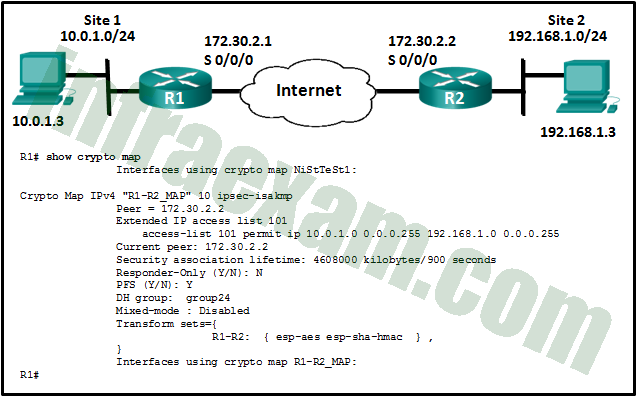 Site 1
10.0.1.0/24
172.30.2.1
S 0/0/0
172.30.2.2
S 0/0/0
Site 2
192.168.1.0/24
R1
Internet
R2
10.0.1.3
192.168.1.3
R1# show crypto map
Interfaces using crypto map NiStTeSt1:
Crypto Map IPv4 "R1-R2_MAP" 10 ipsec-isakmp
Peer = 172.30.2.2
Extended IP access list 101
access-list 101 permit ip 10.0.1.0 0.0.0.255 192.168.1.0 0.0.0.255
Current peer: 172.30.2.2
Security association lifetime: 4608000 kilobytes/900 seconds
Responder-Only (Y/N): N
PFS (Y/N): Y
DH group: group24
Mixed-mode : Disabled
Transform sets={
R1-R2: { esp-aes esp-sha-hmac } ,
}
Interfaces using crypto map R1-R2_MAP:
R1#
infraexam.com